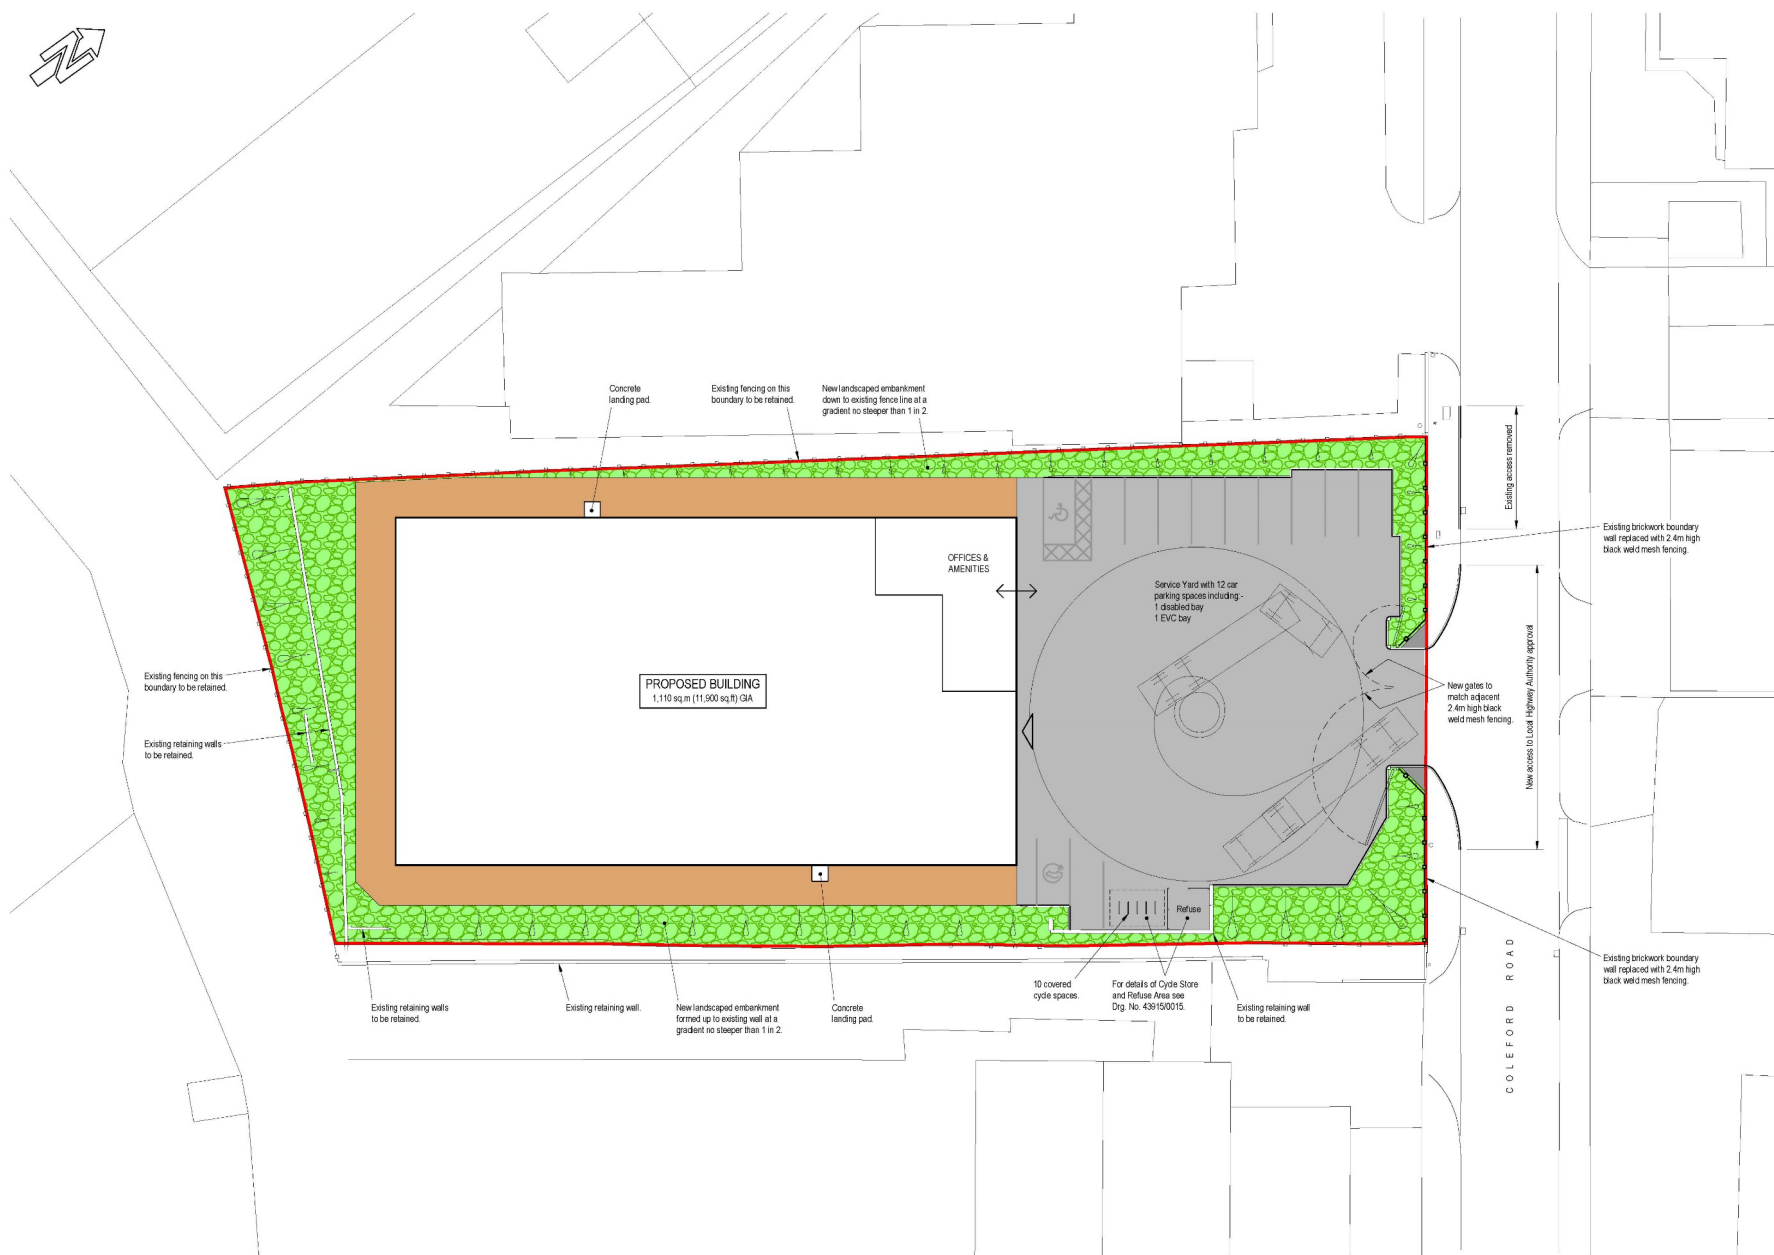 N
Concrete
landing pad.
Existing fencing on this
boundary to be retained.
New landscaped embankment
down to existing fence line at a
gradient no steeper than 1 in 2.
Existing access removed
Existing brickwork boundary
wall replaced with 2.4m high
black weld mesh fencing.
OFFICES &
AMENITIES
Service Yard with 12 car
parking spaces including:-
1 disabled bay
1 EVC bay
Existing fencing on this
boundary to be retained.
PROPOSED BUILDING
1,110 sq.m (11,900 sq.ft) GIA
New gates to
match adjacent
2.4m high black
weld mesh fencing.
New access to Local Highway Authority approval
Existing retaining walls
to be retained.
Refuse
COLEFORD ROAD
Existing brickwork boundary
wall replaced with 2.4m high
black weld mesh fencing.
Existing retaining walls
to be retained.
Existing retaining wall.
New landscaped embankment
formed up to existing wall at a
gradient no steeper than 1 in 2.
Concrete
landing pad.
10 covered
cycle spaces.
For details of Cycle Store
and Refuse Area see
Drg. No. 43915/0015.
Existing retaining wall
to be retained.